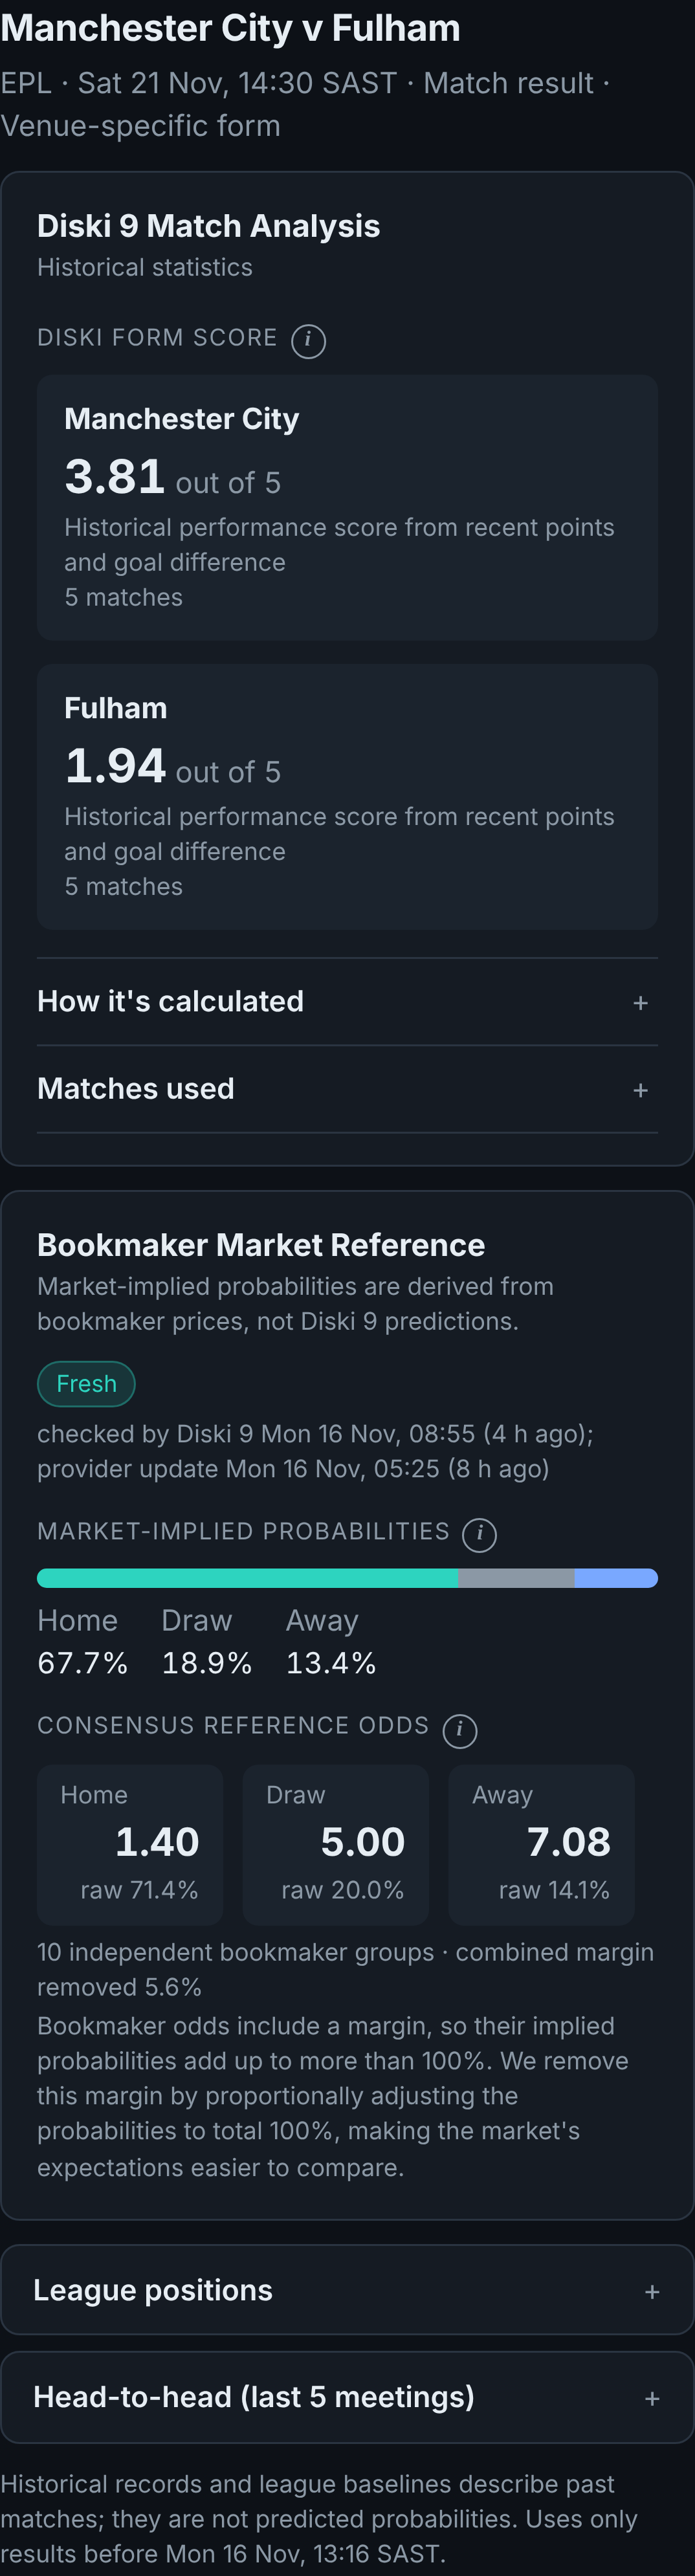 Manchester City v Fulham
EPL · Sat 21 Nov, 14:30 SAST · Match result ·
Venue-specific form
Diski 9 Match Analysis
Historical statistics
DISKI FORM SCORE i
Manchester City
3.81 out of 5
Historical performance score from recent points
and goal difference
5 matches
Fulham
1.94 out of 5
Historical performance score from recent points
and goal difference
5 matches
How it's calculated +
Matches used +
Bookmaker Market Reference
Market-implied probabilities are derived from
bookmaker prices, not Diski 9 predictions.
Fresh
checked by Diski 9 Mon 16 Nov, 08:55 (4 h ago);
provider update Mon 16 Nov, 05:25 (8 h ago)
MARKET-IMPLIED PROBABILITIES i
Home Draw Away
67.7% 18.9% 13.4%
CONSENSUS REFERENCE ODDS i
Home Draw Away
1.40 5.00 7.08
raw 71.4% raw 20.0% raw 14.1%
10 independent bookmaker groups · combined margin
removed 5.6%
Bookmaker odds include a margin, so their implied
probabilities add up to more than 100%. We remove
this margin by proportionally adjusting the
probabilities to total 100%, making the market's
expectations easier to compare.
League positions +
Head-to-head (last 5 meetings) +
Historical records and league baselines describe past
matches; they are not predicted probabilities. Uses only
results before Mon 16 Nov, 13:16 SAST.